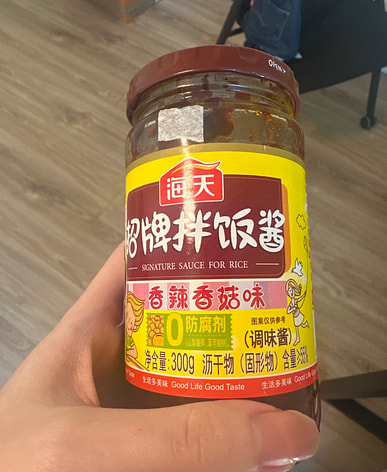 OPEN
海天
招牌拌饭酱
SIGNATURE SAUCE FOR RICE
香辣香菇味
0防腐剂
图案仅供参考
(调味酱)
净含量:300g 沥干物(固形物)含量≥55%
生活多美味 Good Life Good Taste
生活多美味 Good Life